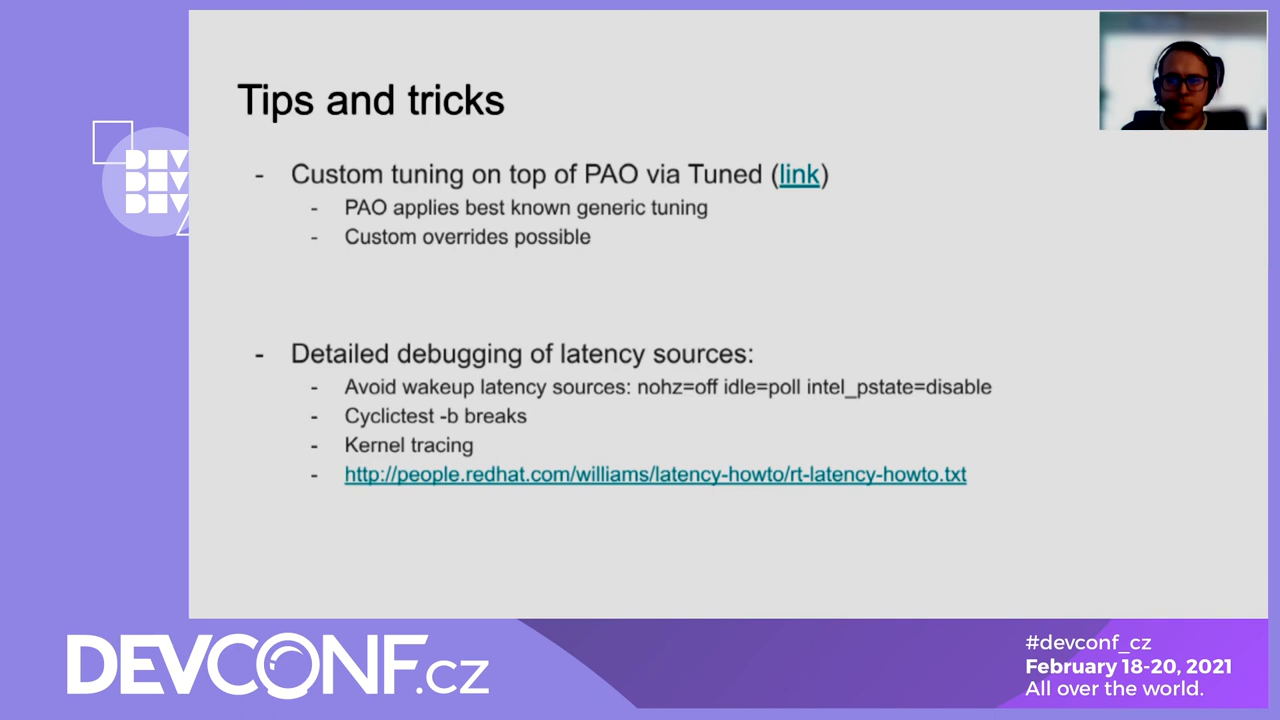 Tips and tricks
- Custom tuning on top of PAO via Tuned (link)
- PAO applies best known generic tuning
- Custom overrides possible
- Detailed debugging of latency sources:
- Avoid wakeup latency sources: nohz=off idle=poll intel_pstate=disable
- Cyclictest -b breaks
- Kernel tracing
- http://people.redhat.com/williams/latency-howto/rt-latency-howto.txt
DEV
DEV
DEV
DEVCONF.cz
#devconf_cz
February 18-20, 2021
All over the world.